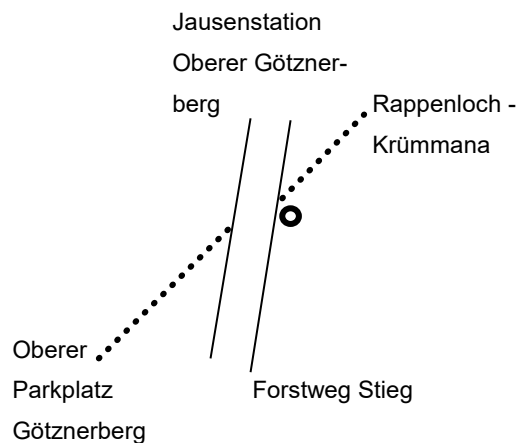 Jausenstation
Oberer Götzner-
berg
Rappenloch -
Krümmana
Oberer
Parkplatz
Götznerberg
Forstweg Stieg